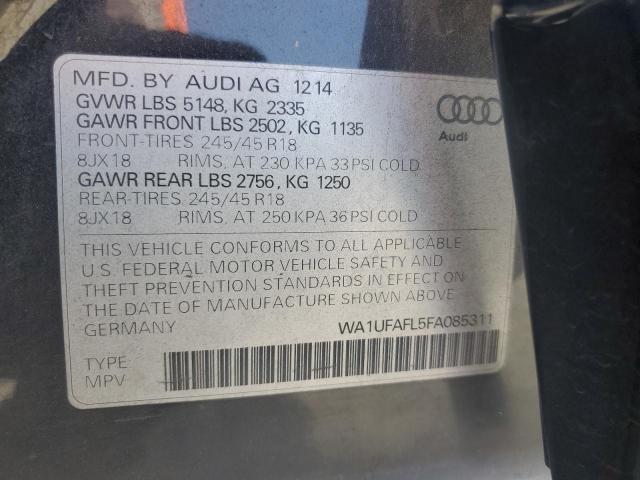 MFD. BY AUDI AG 12 14
GVWR LBS 5148, KG 2335
GAWR FRONT LBS 2502, KG 1135
FRONT-TIRES 245/45 R18
8JX18 RIMS, AT 230 KPA 33 PSI COLD
GAWR REAR LBS 2756, KG 1250
REAR-TIRES 245/45 R18
8JX18 RIMS, AT 250 KPA 36 PSI COLD
Audi
THIS VEHICLE CONFORMS TO ALL APPLICABLE
U.S. FEDERAL MOTOR VEHICLE SAFETY AND
THEFT PREVENTION STANDARDS IN EFFECT ON
THE DATE OF MANUFACTURE SHOWN ABOVE
GERMANY WA1UFAFL5FA085311
TYPE
MPV